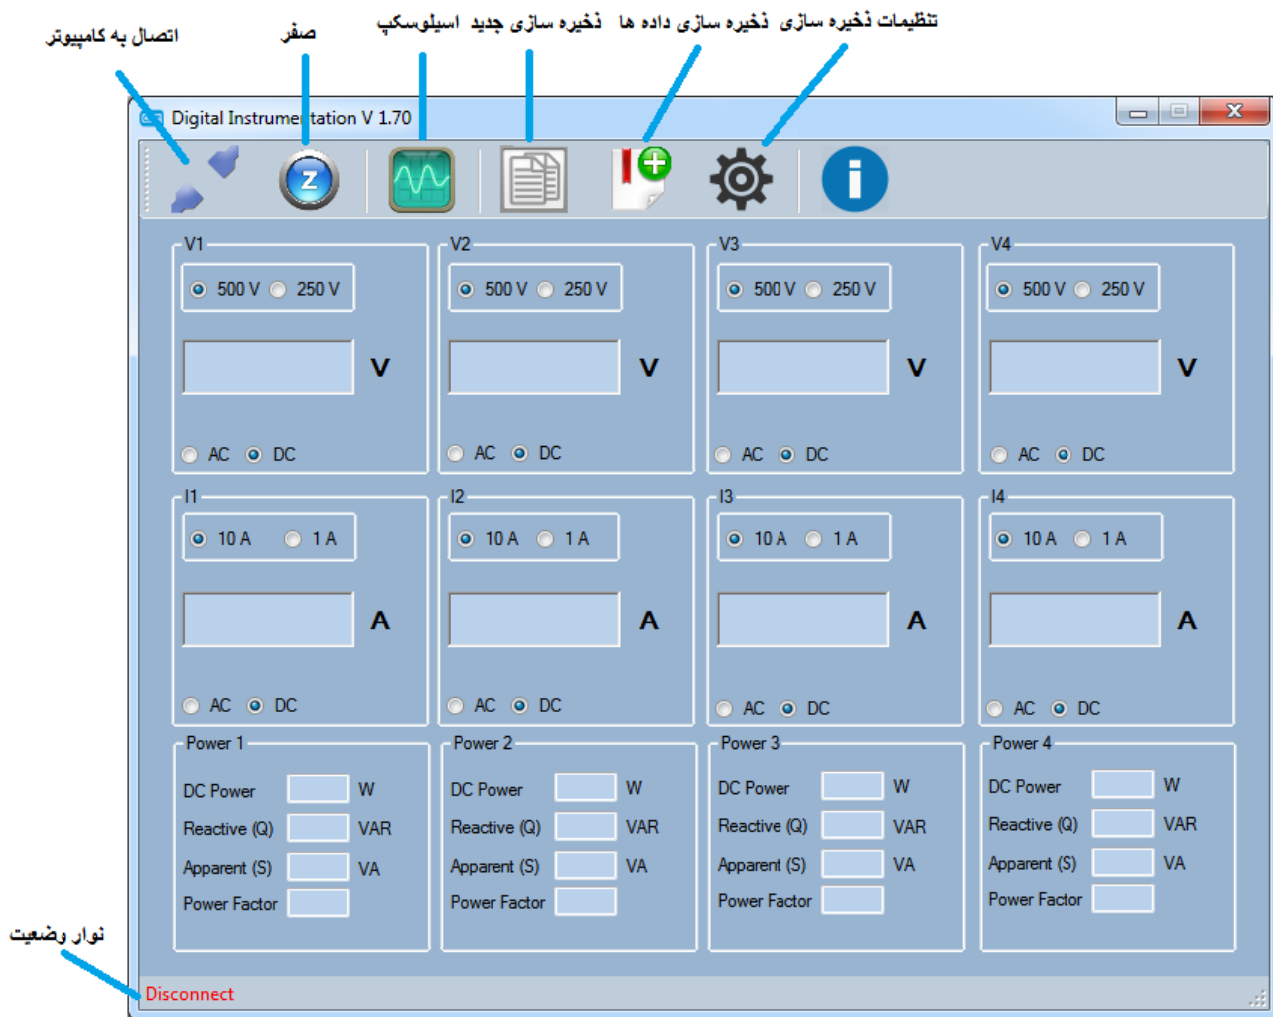 تنظیمات ذخیره سازی
ذخیره سازی داده ها
ذخیره سازی جدید
اسیلوسکپ
صفر
اتصال به کامپیوتر
Digital Instrumentation V 1.70
Z
i
V1
500 V 250 V
V
AC DC
V2
500 V 250 V
V
AC DC
V3
500 V 250 V
V
AC DC
V4
500 V 250 V
V
AC DC
I1
10 A 1 A
A
AC DC
I2
10 A 1 A
A
AC DC
I3
10 A 1 A
A
AC DC
I4
10 A 1 A
A
AC DC
Power 1
DC Power W
Reactive (Q) VAR
Apparent (S) VA
Power Factor
Power 2
DC Power W
Reactive (Q) VAR
Apparent (S) VA
Power Factor
Power 3
DC Power W
Reactive (Q) VAR
Apparent (S) VA
Power Factor
Power 4
DC Power W
Reactive (Q) VAR
Apparent (S) VA
Power Factor
نوار وضعیت
Disconnect